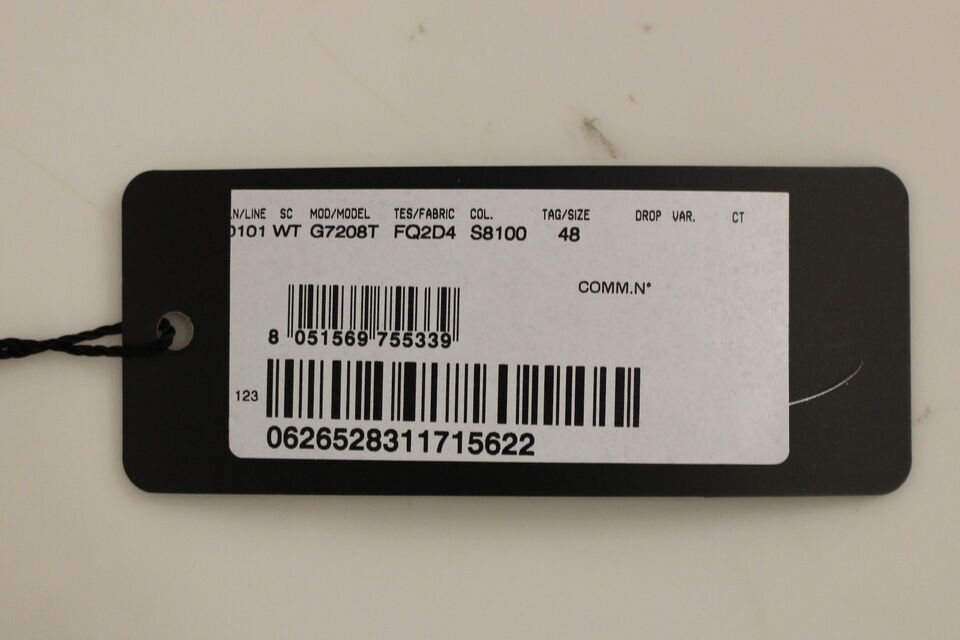 LN/LINE SC MOD/MODEL TES/FABRIC COL. TAG/SIZE DROP VAR. CT
0101 WT G7208T FQ2D4 S8100 48
COMM.N°
8 051569 755339
123
0626528311715622